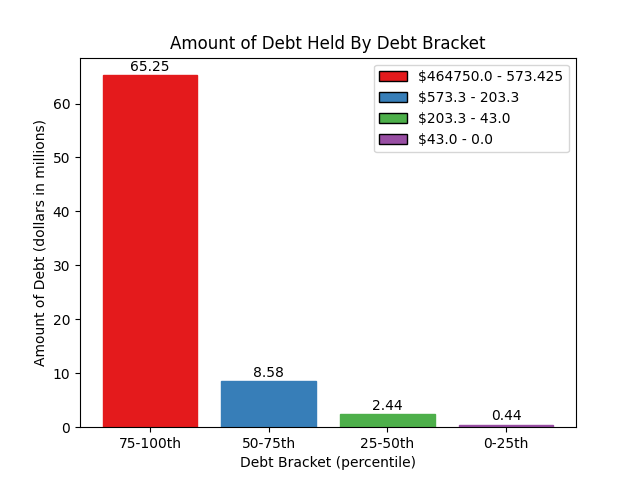 Amount of Debt Held By Debt Bracket
Amount of Debt (dollars in millions)
60
50
40
30
20
10
0
65.25
8.58
2.44
0.44
$464750.0 - 573.425
$573.3 - 203.3
$203.3 - 43.0
$43.0 - 0.0
75-100th
50-75th
25-50th
0-25th
Debt Bracket (percentile)